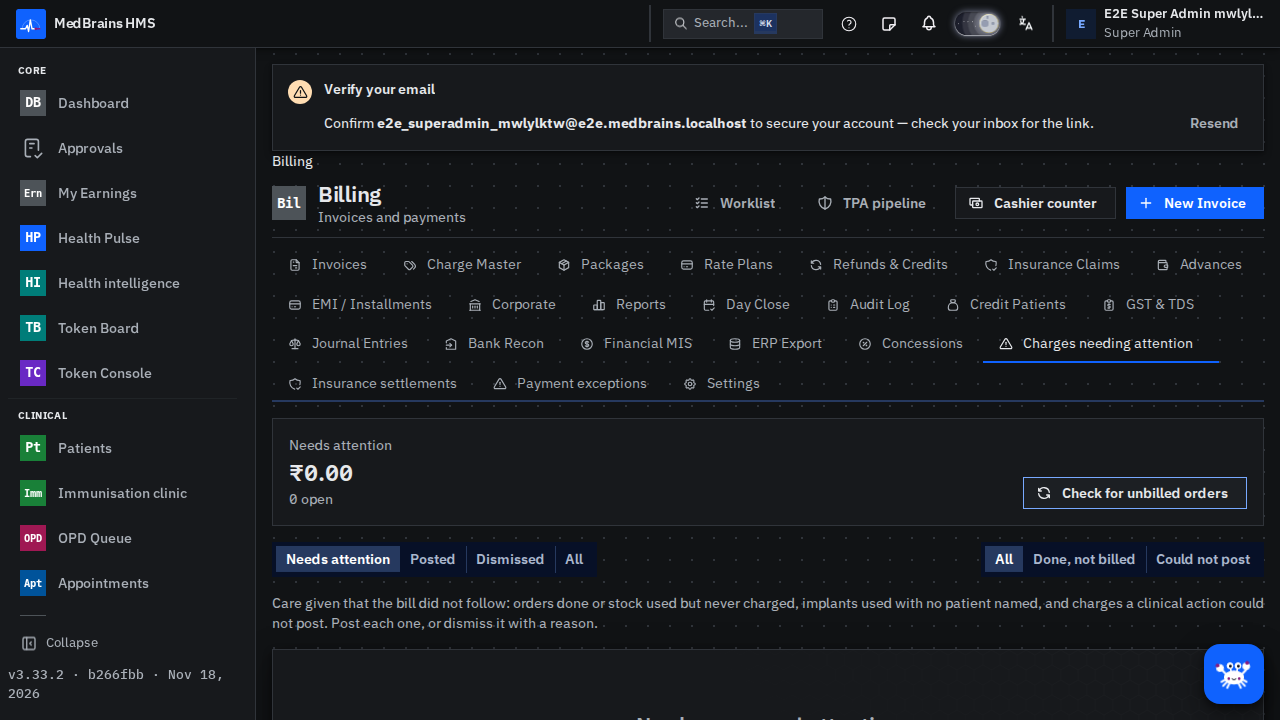 MedBrains HMS
Search... ⌘K
E
E2E Super Admin mwlyl...
Super Admin
CORE
DB Dashboard
Approvals
Ern My Earnings
HP Health Pulse
HI Health intelligence
TB Token Board
TC Token Console
CLINICAL
Pt Patients
Imm Immunisation clinic
OPD OPD Queue
Apt Appointments
Collapse
v3.33.2 · b266fbb · Nov 18,
2026
Verify your email
Confirm e2e_superadmin_mwlylktw@e2e.medbrains.localhost to secure your account — check your inbox for the link.
Resend
Billing
Bil Billing
Invoices and payments
Worklist
TPA pipeline
Cashier counter
New Invoice
Invoices Charge Master Packages Rate Plans Refunds & Credits Insurance Claims Advances
EMI / Installments Corporate Reports Day Close Audit Log Credit Patients GST & TDS
Journal Entries Bank Recon Financial MIS ERP Export Concessions Charges needing attention
Insurance settlements Payment exceptions Settings
Needs attention
₹0.00
0 open
Check for unbilled orders
Needs attention Posted Dismissed All
All Done, not billed Could not post
Care given that the bill did not follow: orders done or stock used but never charged, implants used with no patient named, and charges a clinical action could
not post. Post each one, or dismiss it with a reason.